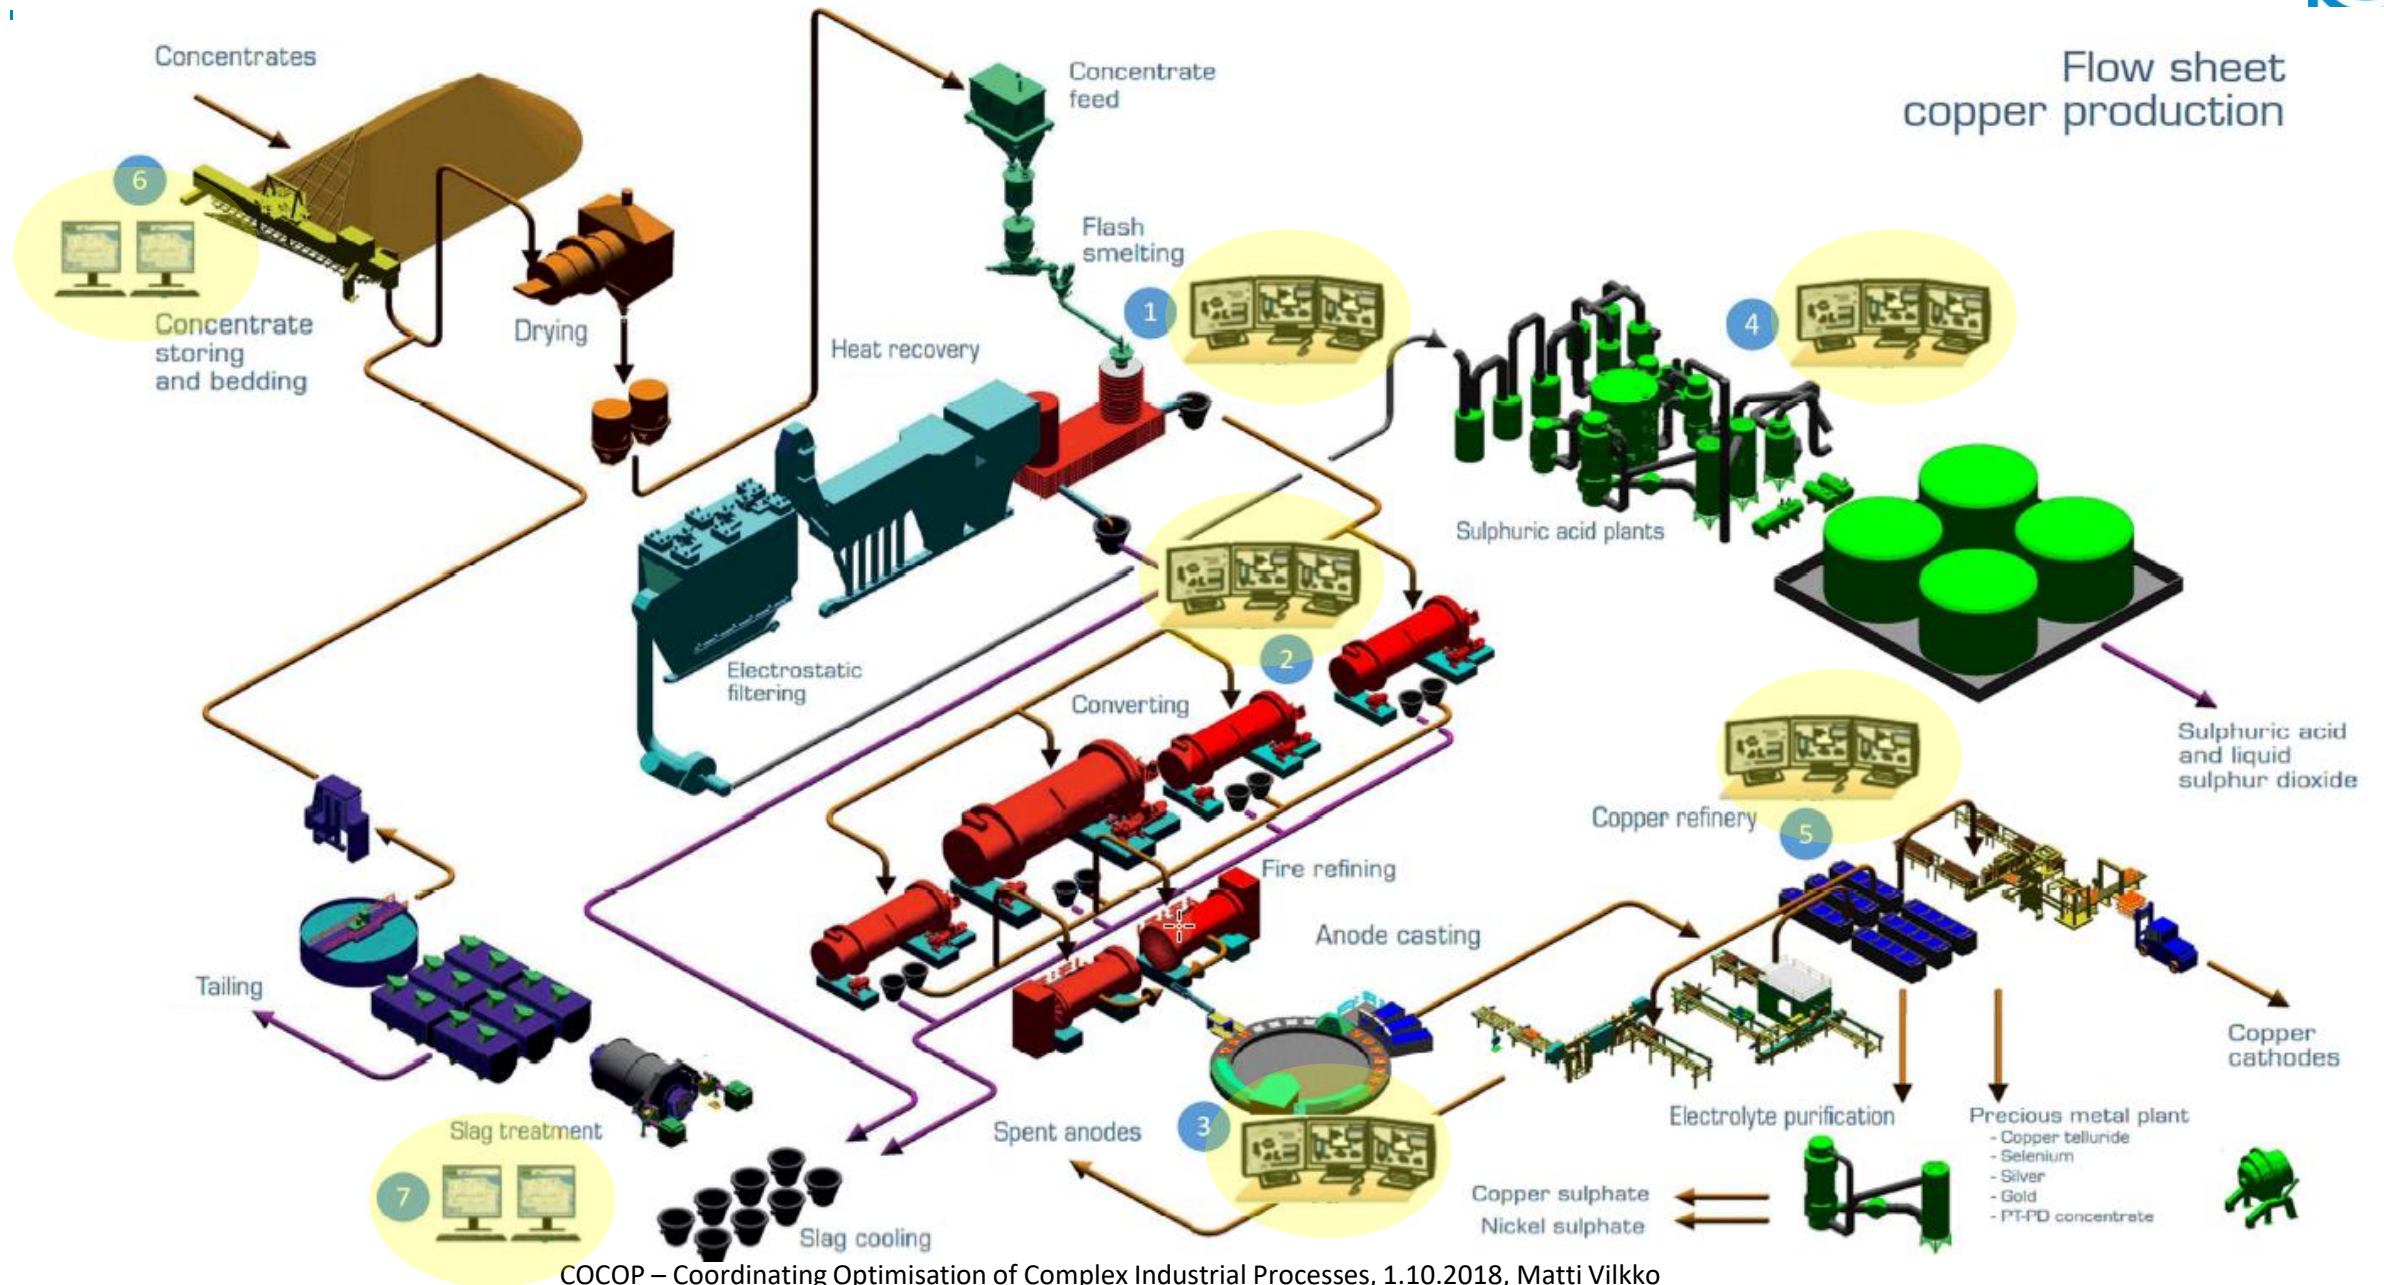 Flow sheet
copper production
Concentrates
6
Concentrate
storing
and bedding
Drying
Concentrate
feed
Flash
smelting
1
Heat recovery
4
Sulphuric acid plants
Electrostatic
filtering
2
Converting
Sulphuric acid
and liquid
sulphur dioxide
Copper refinery
5
Fire refining
Anode casting
Tailing
Copper
cathodes
Slag treatment
7
Slag cooling
Spent anodes
3
Electrolyte purification
Precious metal plant
- Copper telluride
- Selenium
- Silver
- Gold
- PT-PD concentrate
Copper sulphate
Nickel sulphate
COCOP – Coordinating Optimisation of Complex Industrial Processes, 1.10.2018, Matti Vilkko